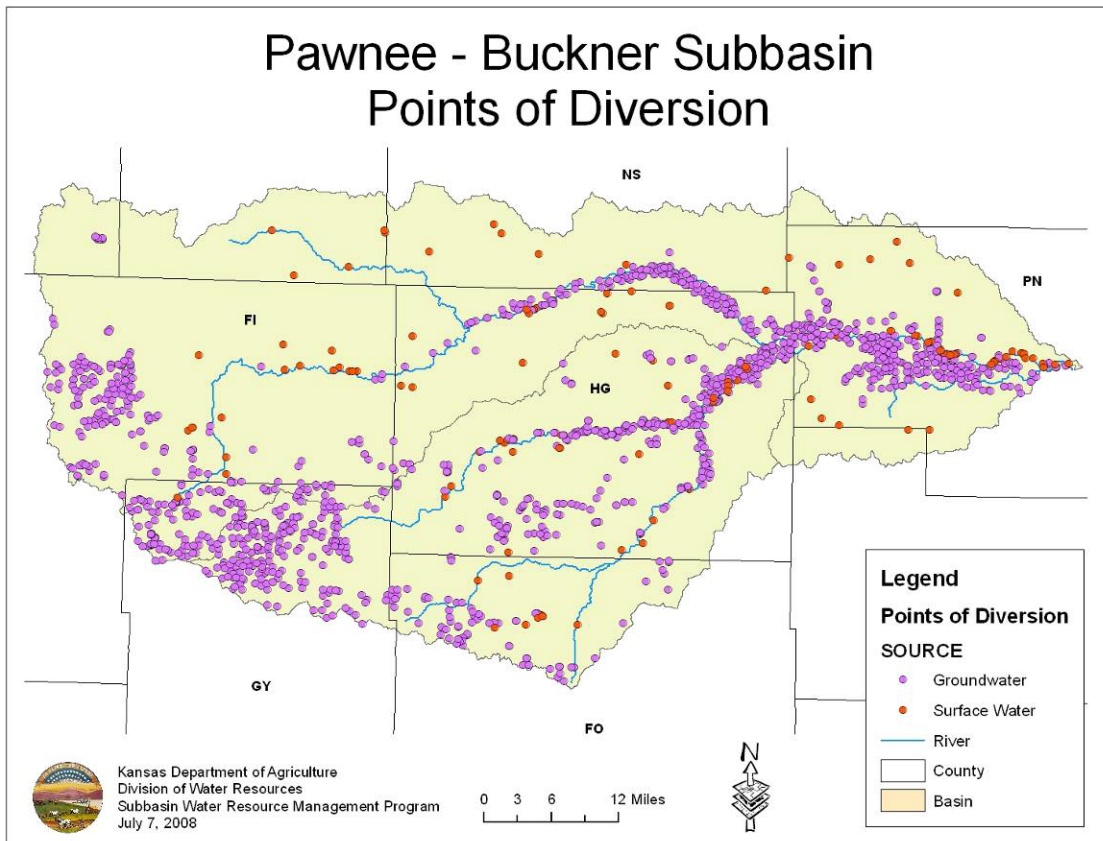 Pawnee - Buckner Subbasin
Points of Diversion
NS
PN
FI
HG
GY
FO
Legend
Points of Diversion
SOURCE
Groundwater
Surface Water
River
County
Basin
Kansas Department of Agriculture
Division of Water Resources
Subbasin Water Resource Management Program
July 7, 2008
0 3 6 12 Miles
N